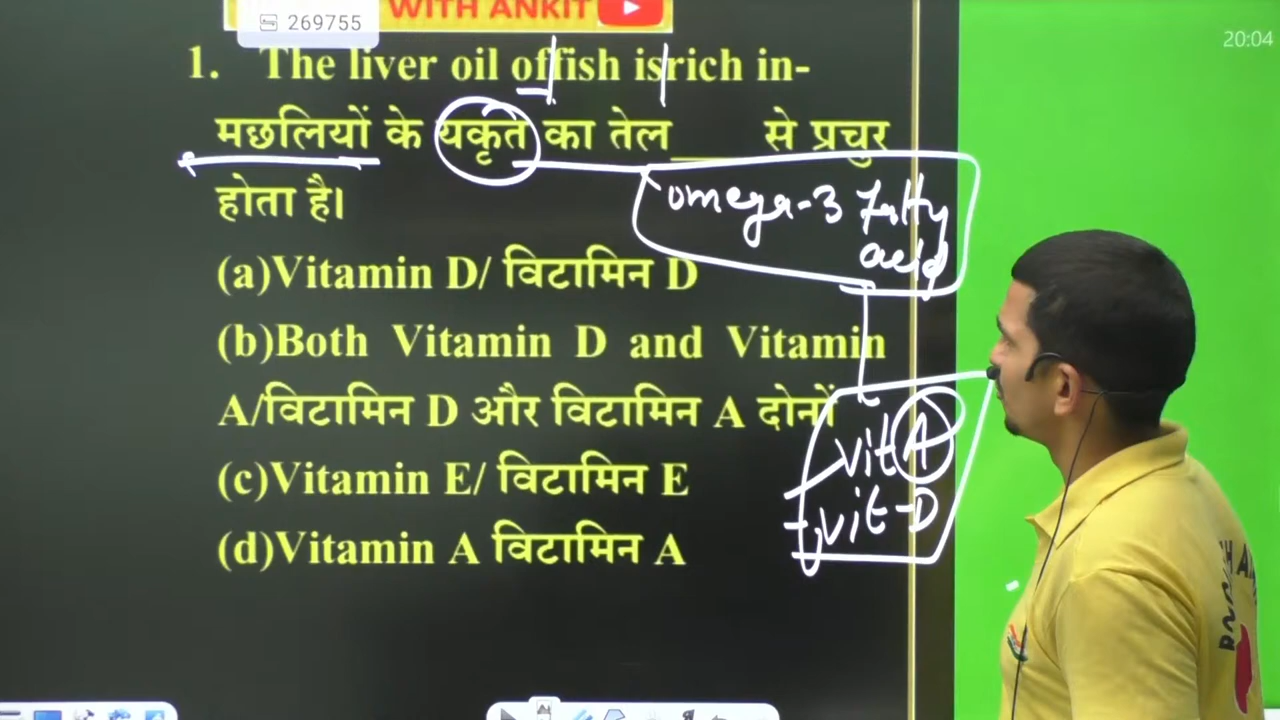 WITH ANKIT
269755
20:04
1. The liver oil of fish is rich in-
मछलियों के यकृत का तेल ____ से प्रचुर
होता है।
omega-3 fatty
acid
(a)Vitamin D/ विटामिन D
(b)Both Vitamin D and Vitamin
A/विटामिन D और विटामिन A दोनों
vit A
(c)Vitamin E/ विटामिन E
vit-D
(d)Vitamin A विटामिन A